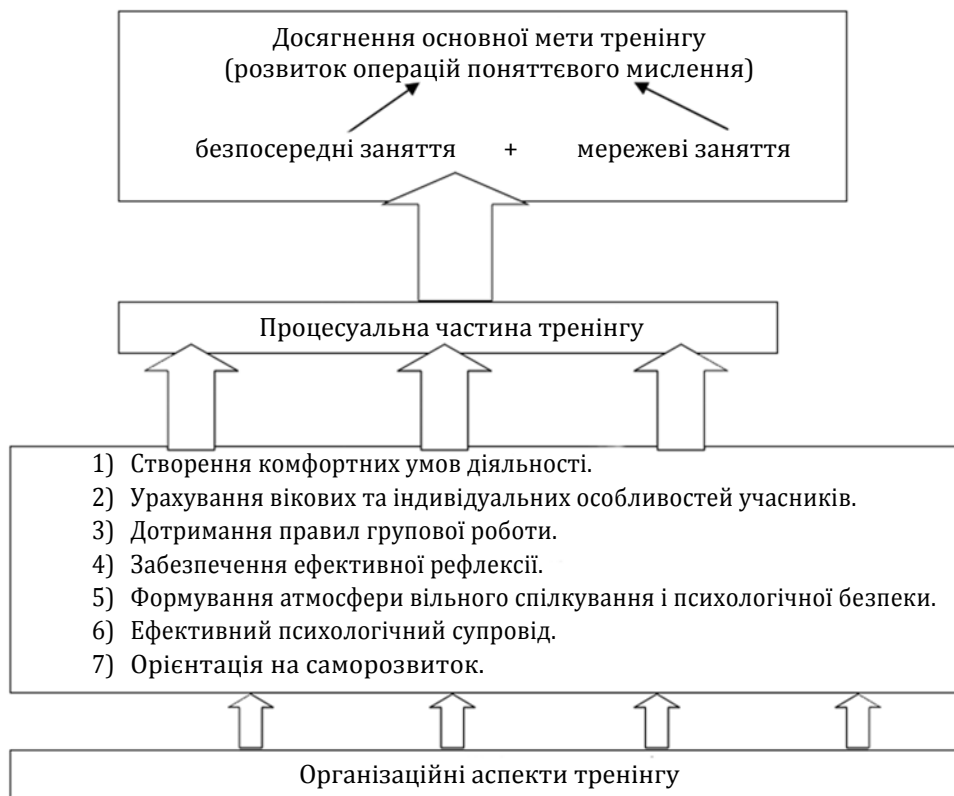 Досягнення основної мети тренінгу
(розвиток операцій поняттєвого мислення)
безпосередні заняття + мережеві заняття
Процесуальна частина тренінгу
1) Створення комфортних умов діяльності.
2) Урахування вікових та індивідуальних особливостей учасників.
3) Дотримання правил групової роботи.
4) Забезпечення ефективної рефлексії.
5) Формування атмосфери вільного спілкування і психологічної безпеки.
6) Ефективний психологічний супровід.
7) Орієнтація на саморозвиток.
Організаційні аспекти тренінгу